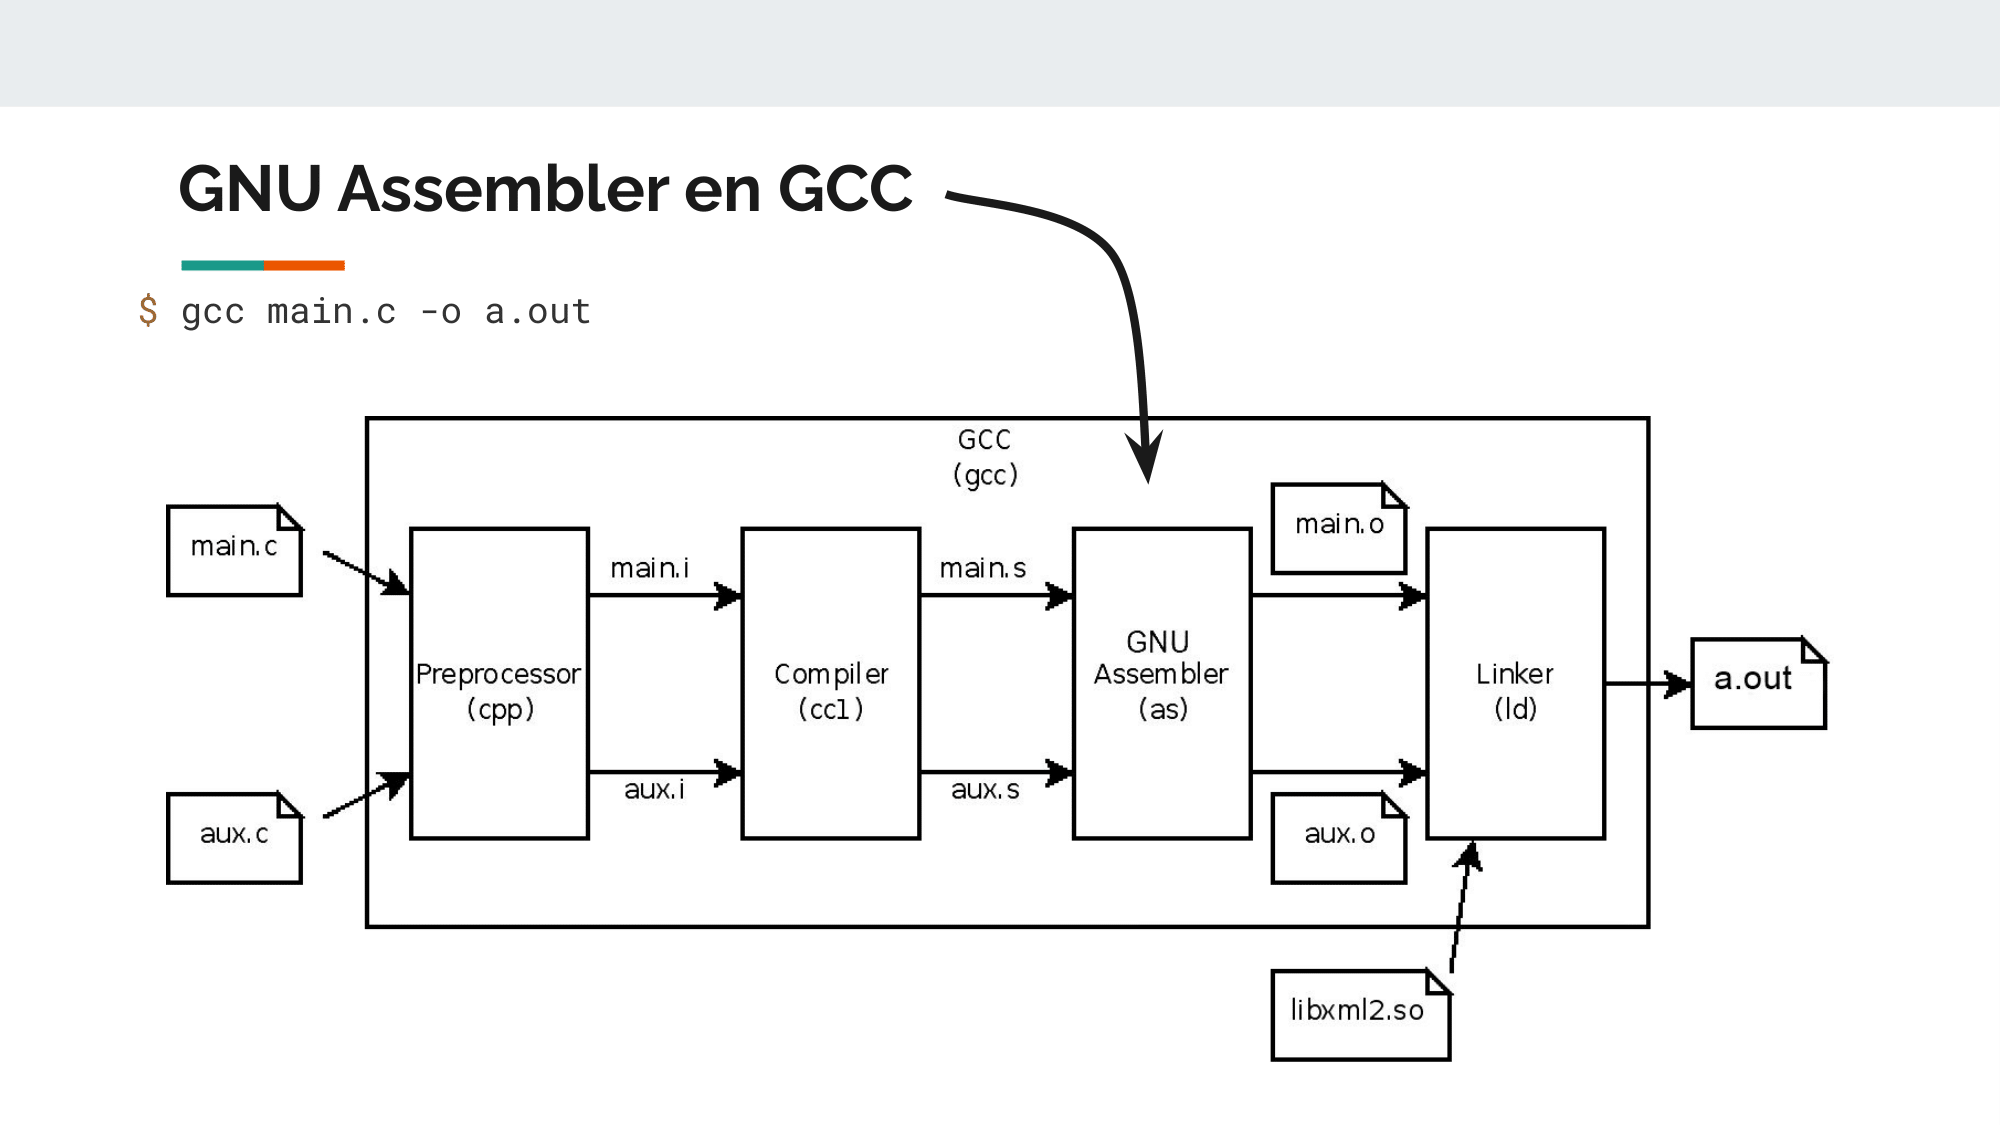 GNU Assembler en GCC
$ gcc main.c -o a.out
GCC
(gcc)
main.c
main.i
main.s
main.o
Preprocessor
(cpp)
Compiler
(cc1)
GNU
Assembler
(as)
Linker
(ld)
a.out
aux.c
aux.i
aux.s
aux.o
libxml2.so